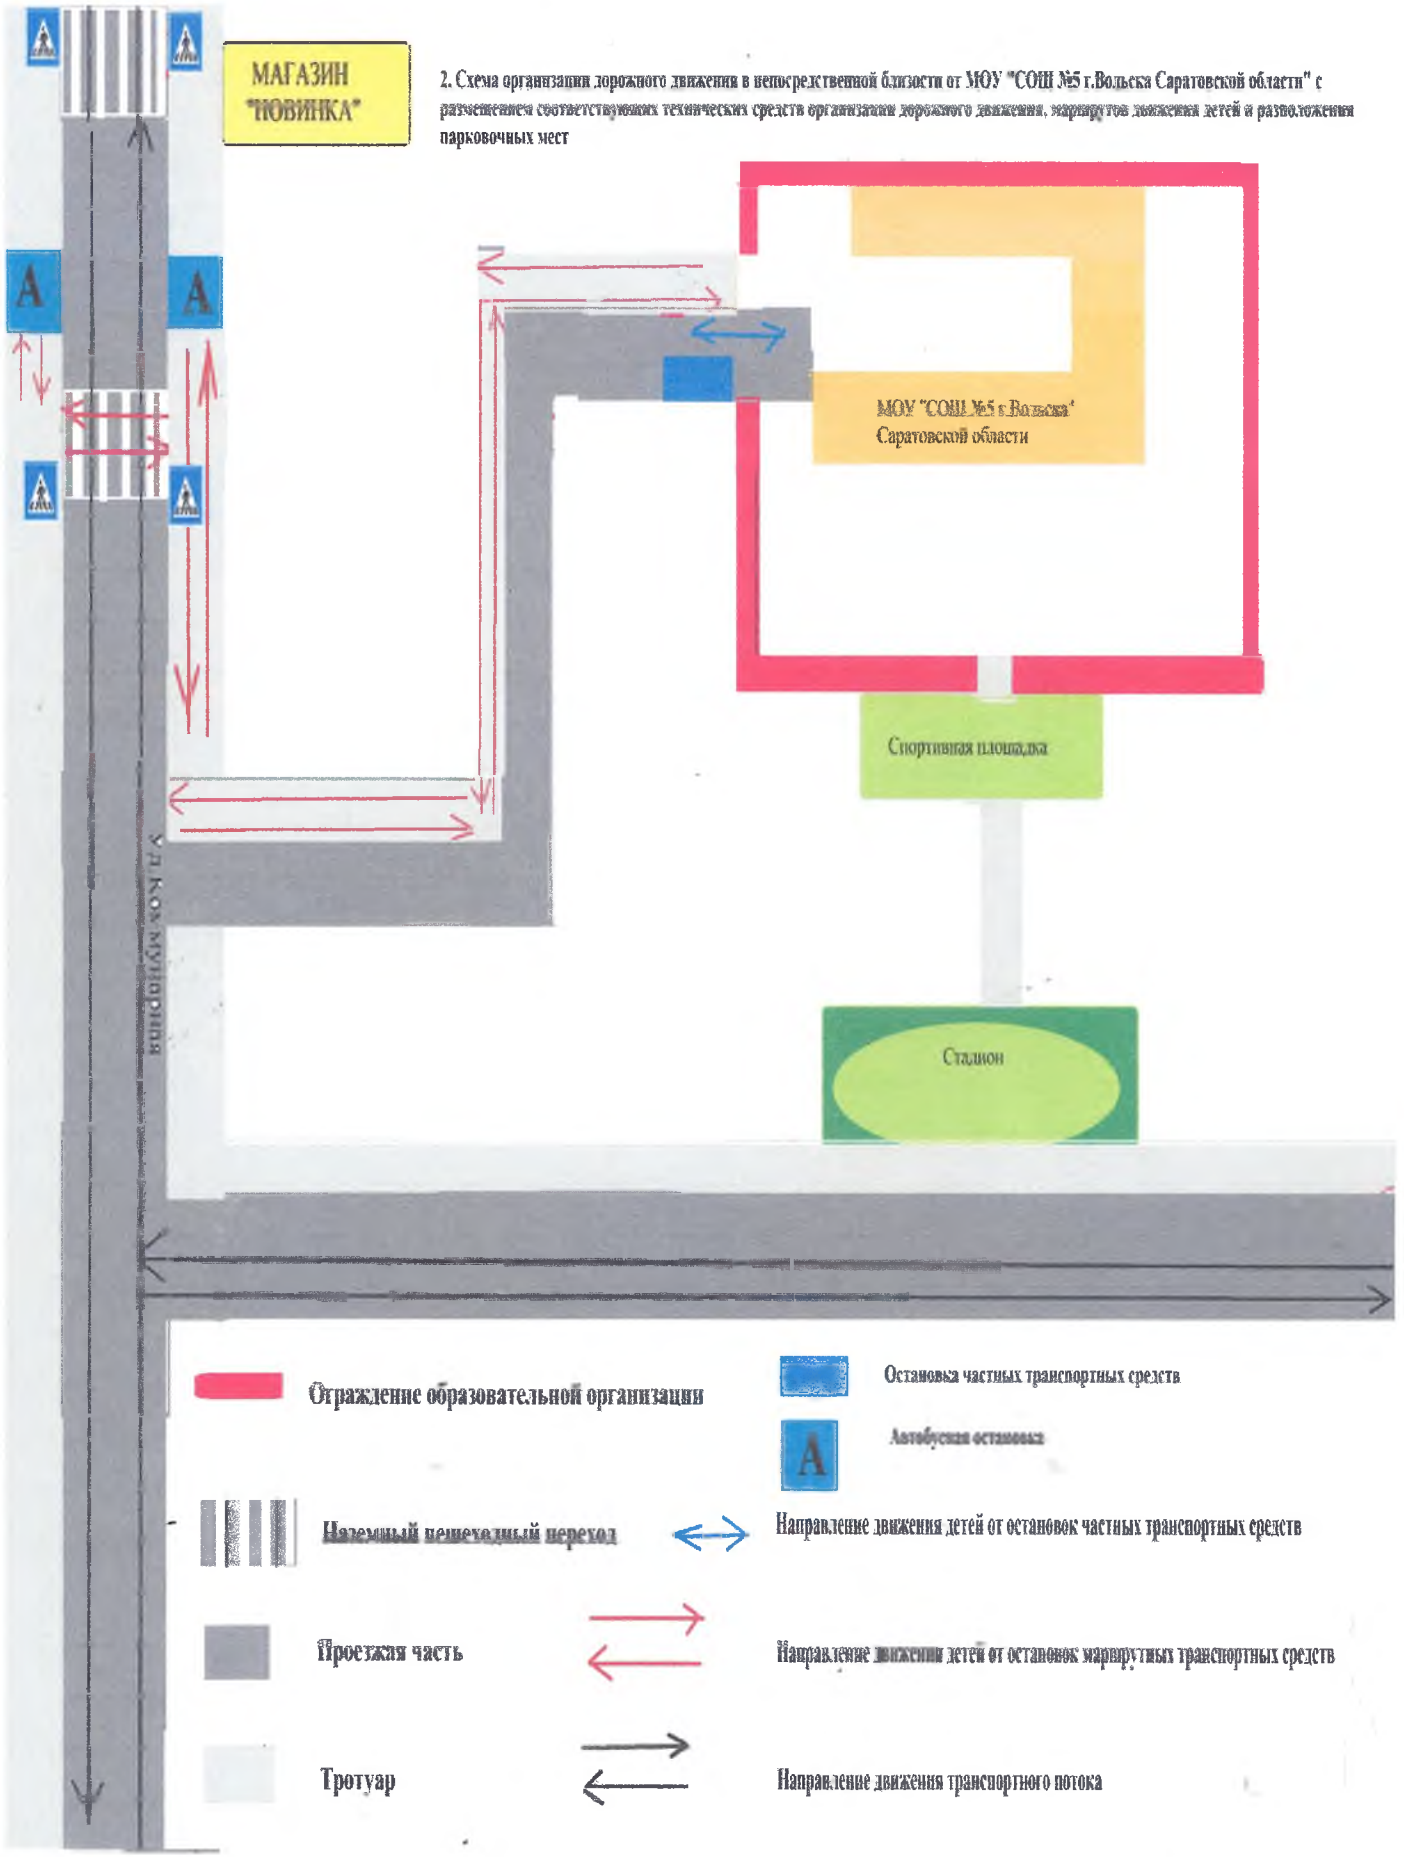 МАГАЗИН
"НОВИНКА"
2. Схема организации дорожного движения в непосредственной близости от МОУ "СОШ №5 г.Вольска Саратовской области" с
размещением соответствующих технических средств организации дорожного движения, маршрутов движения детей и расположения
парковочных мест
А
А
МОУ "СОШ №5 г.Вольска"
Саратовской области
Спортивная площадка
Ул.Коммунарная
Стадион
Ограждение образовательной организации
Остановка частных транспортных средств
А
Автобусная остановка
Наземный пешеходный переход
Направление движения детей от остановок частных транспортных средств
Проезжая часть
Направление движения детей от остановок маршрутных транспортных средств
Тротуар
Направление движения транспортного потока